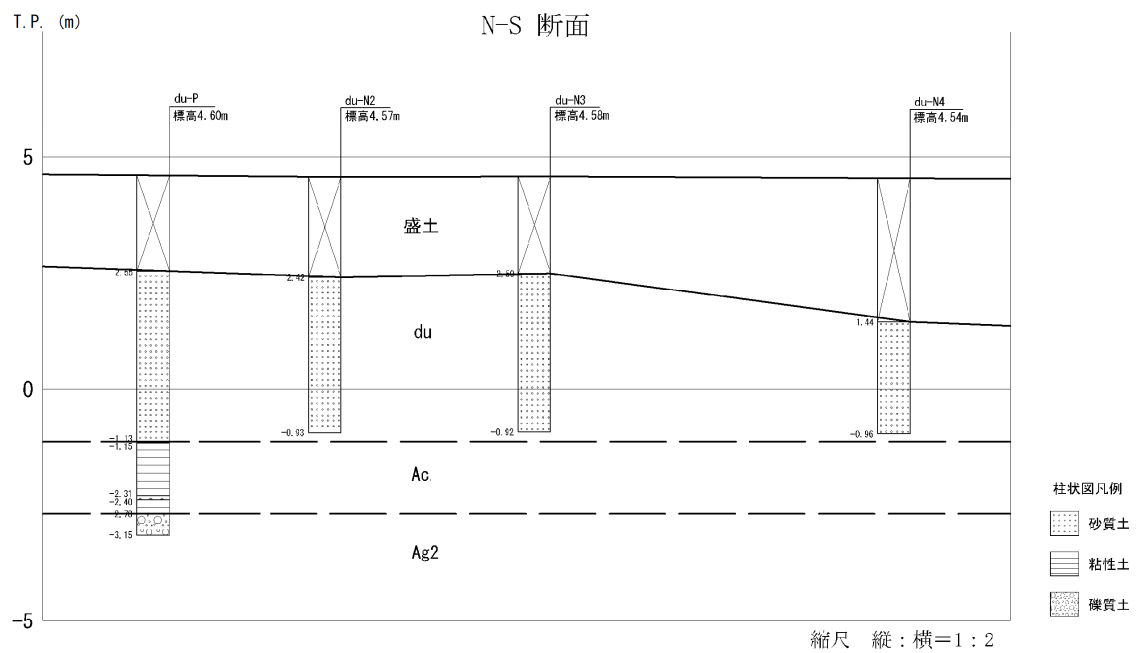 T.P. (m)
N-S 断面
du-P
標高4.60m
du-N2
標高4.57m
du-N3
標高4.58m
du-N4
標高4.54m
5
盛土
2.42
2.50
1.44
du
0
-0.93
-0.92
-0.96
-1.13
-1.15
Ac
-2.31
-2.40
-2.70
-3.15
Ag2
-5
柱状図凡例
砂質土
粘性土
礫質土
縮尺 縦:横=1:2